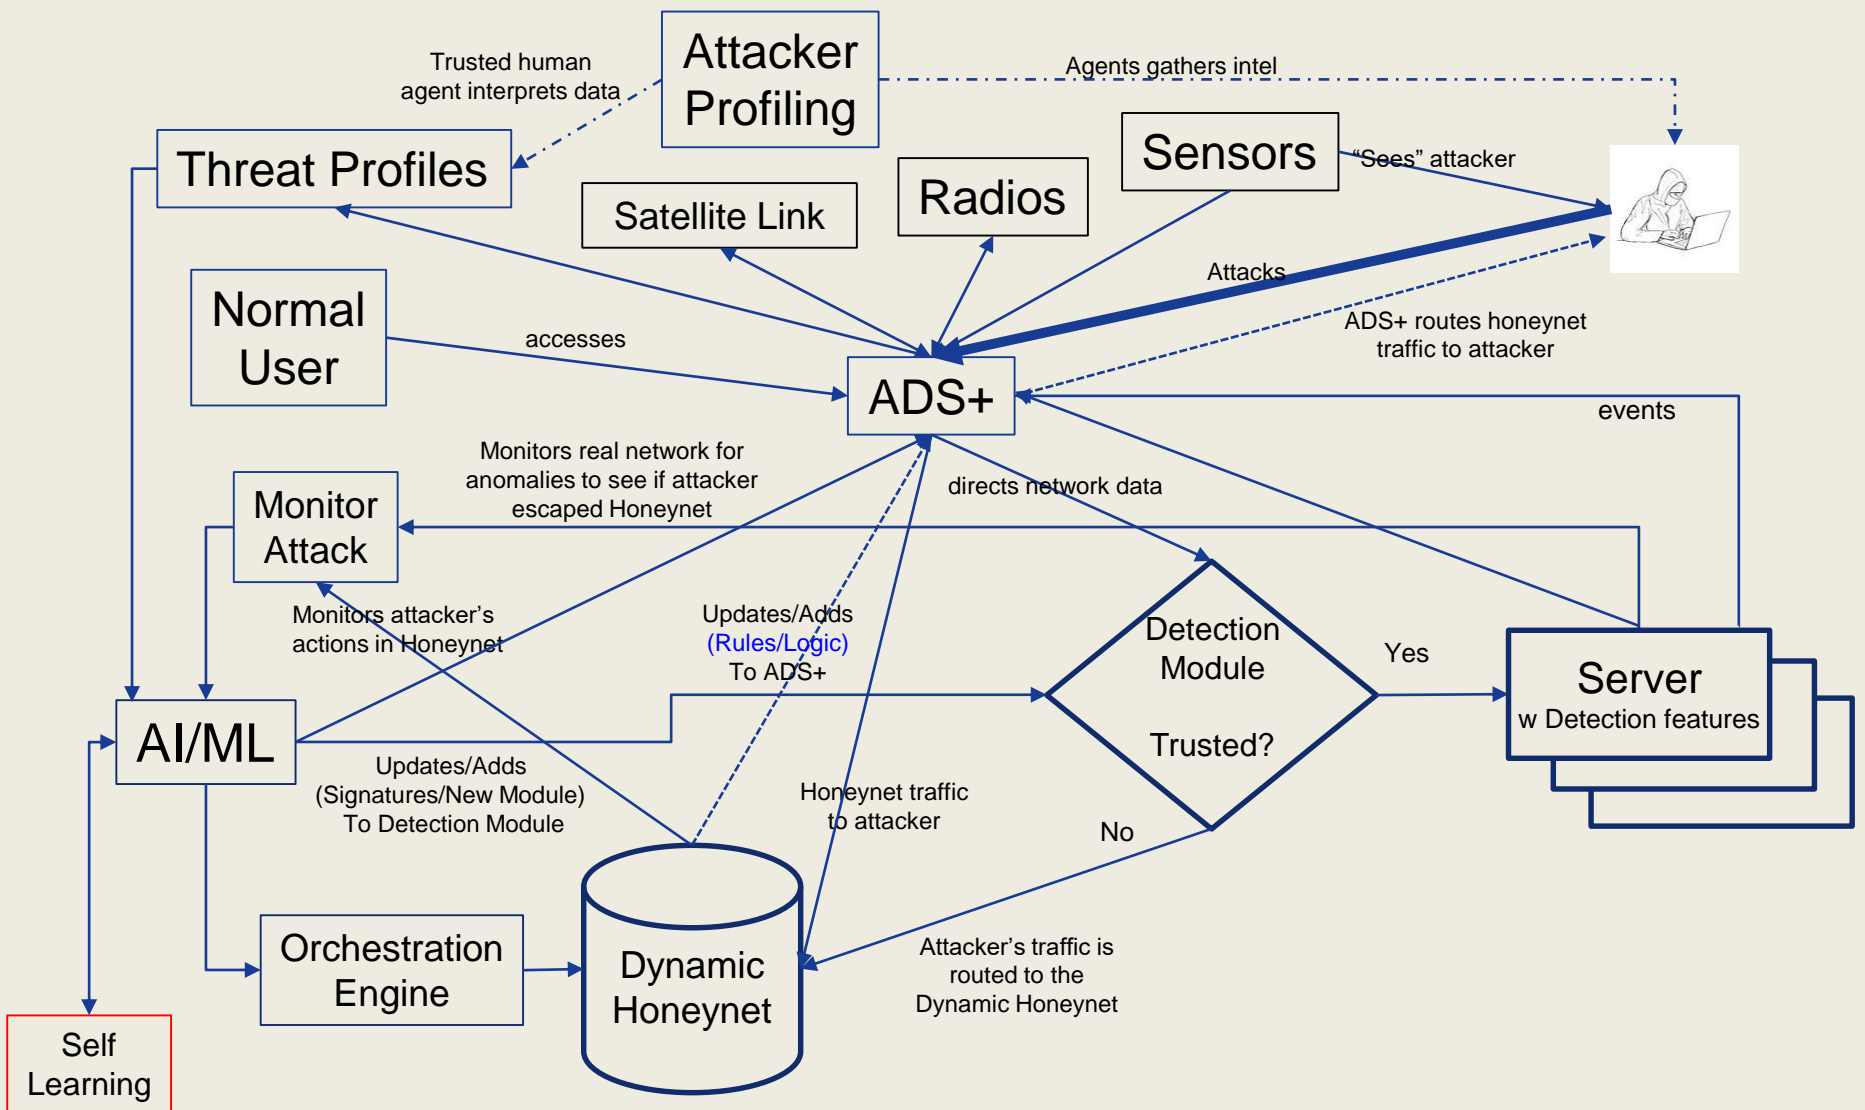 Attacker
Profiling
Trusted human
agent interprets data
Agents gathers intel
Threat Profiles
Satellite Link
Radios
Sensors
“Sees” attacker
Attacks
ADS+ routes honeynet
traffic to attacker
Normal
User
accesses
ADS+
events
Monitors real network for
anomalies to see if attacker
escaped Honeynet
directs network data
Monitor
Attack
Monitors attacker’s
actions in Honeynet
Updates/Adds
(Rules/Logic)
To ADS+
Detection
Module
Trusted?
Yes
Server
w Detection features
AI/ML
Updates/Adds
(Signatures/New Module)
To Detection Module
Honeynet traffic
to attacker
No
Orchestration
Engine
Dynamic
Honeynet
Attacker’s traffic is
routed to the
Dynamic Honeynet
Self
Learning